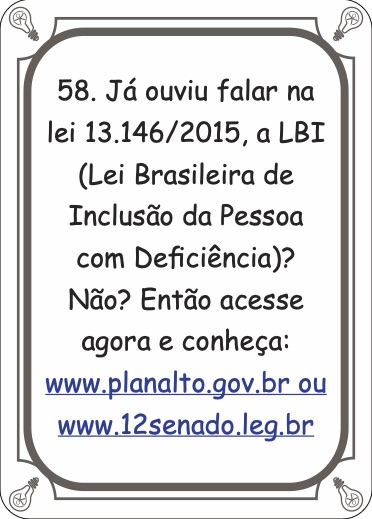 58. Já ouviu falar na
lei 13.146/2015, a LBI
(Lei Brasileira de
Inclusão da Pessoa
com Deficiência)?
Não? Então acesse
agora e conheça:
www.planalto.gov.br ou
www.12senado.leg.br